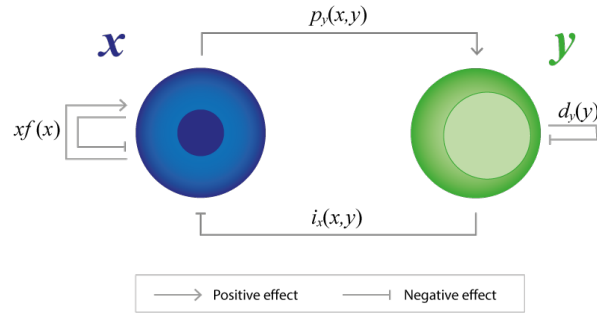 p_y(x,y)
x
y
xf(x)
d_y(y)
i_x(x,y)
Positive effect
Negative effect